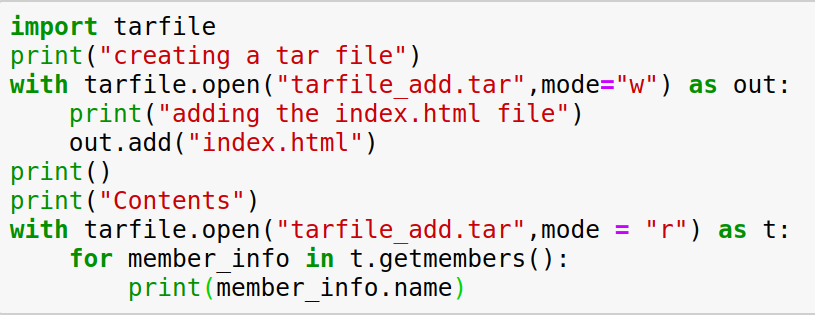 import tarfile
print("creating a tar file")
with tarfile.open("tarfile_add.tar",mode="w") as out:
    print("adding the index.html file")
    out.add("index.html")
print()
print("Contents")
with tarfile.open("tarfile_add.tar",mode = "r") as t:
    for member_info in t.getmembers():
        print(member_info.name)